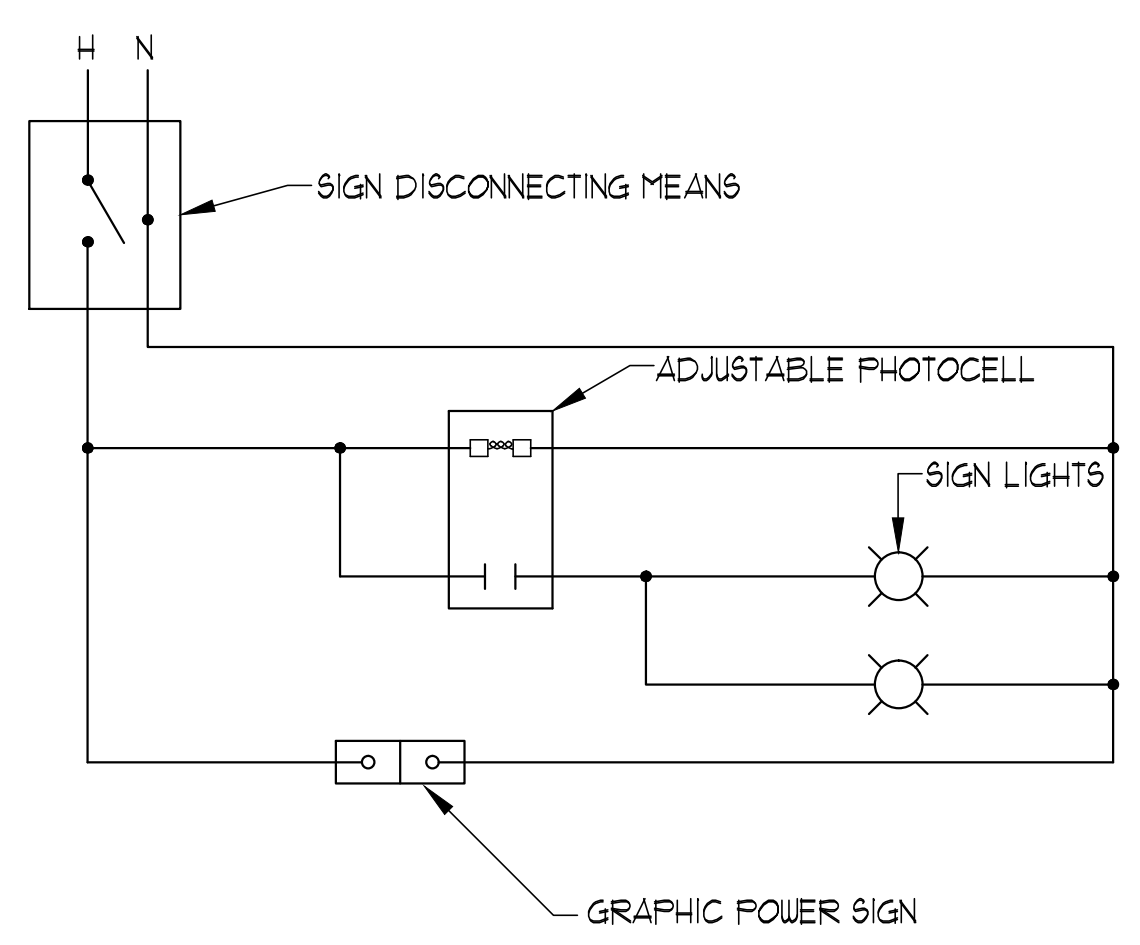 H N
SIGN DISCONNECTING MEANS
ADJUSTABLE PHOTOCELL
SIGN LIGHTS
GRAPHIC POWER SIGN